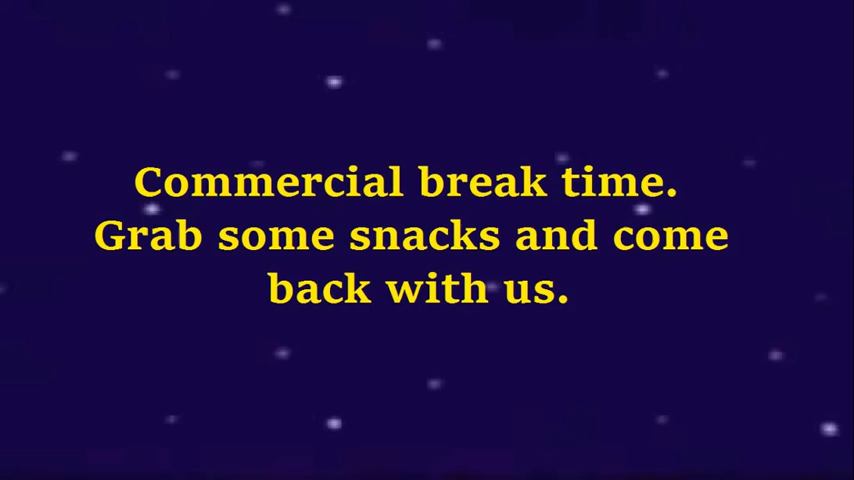 Commercial break time.
Grab some snacks and come
back with us.